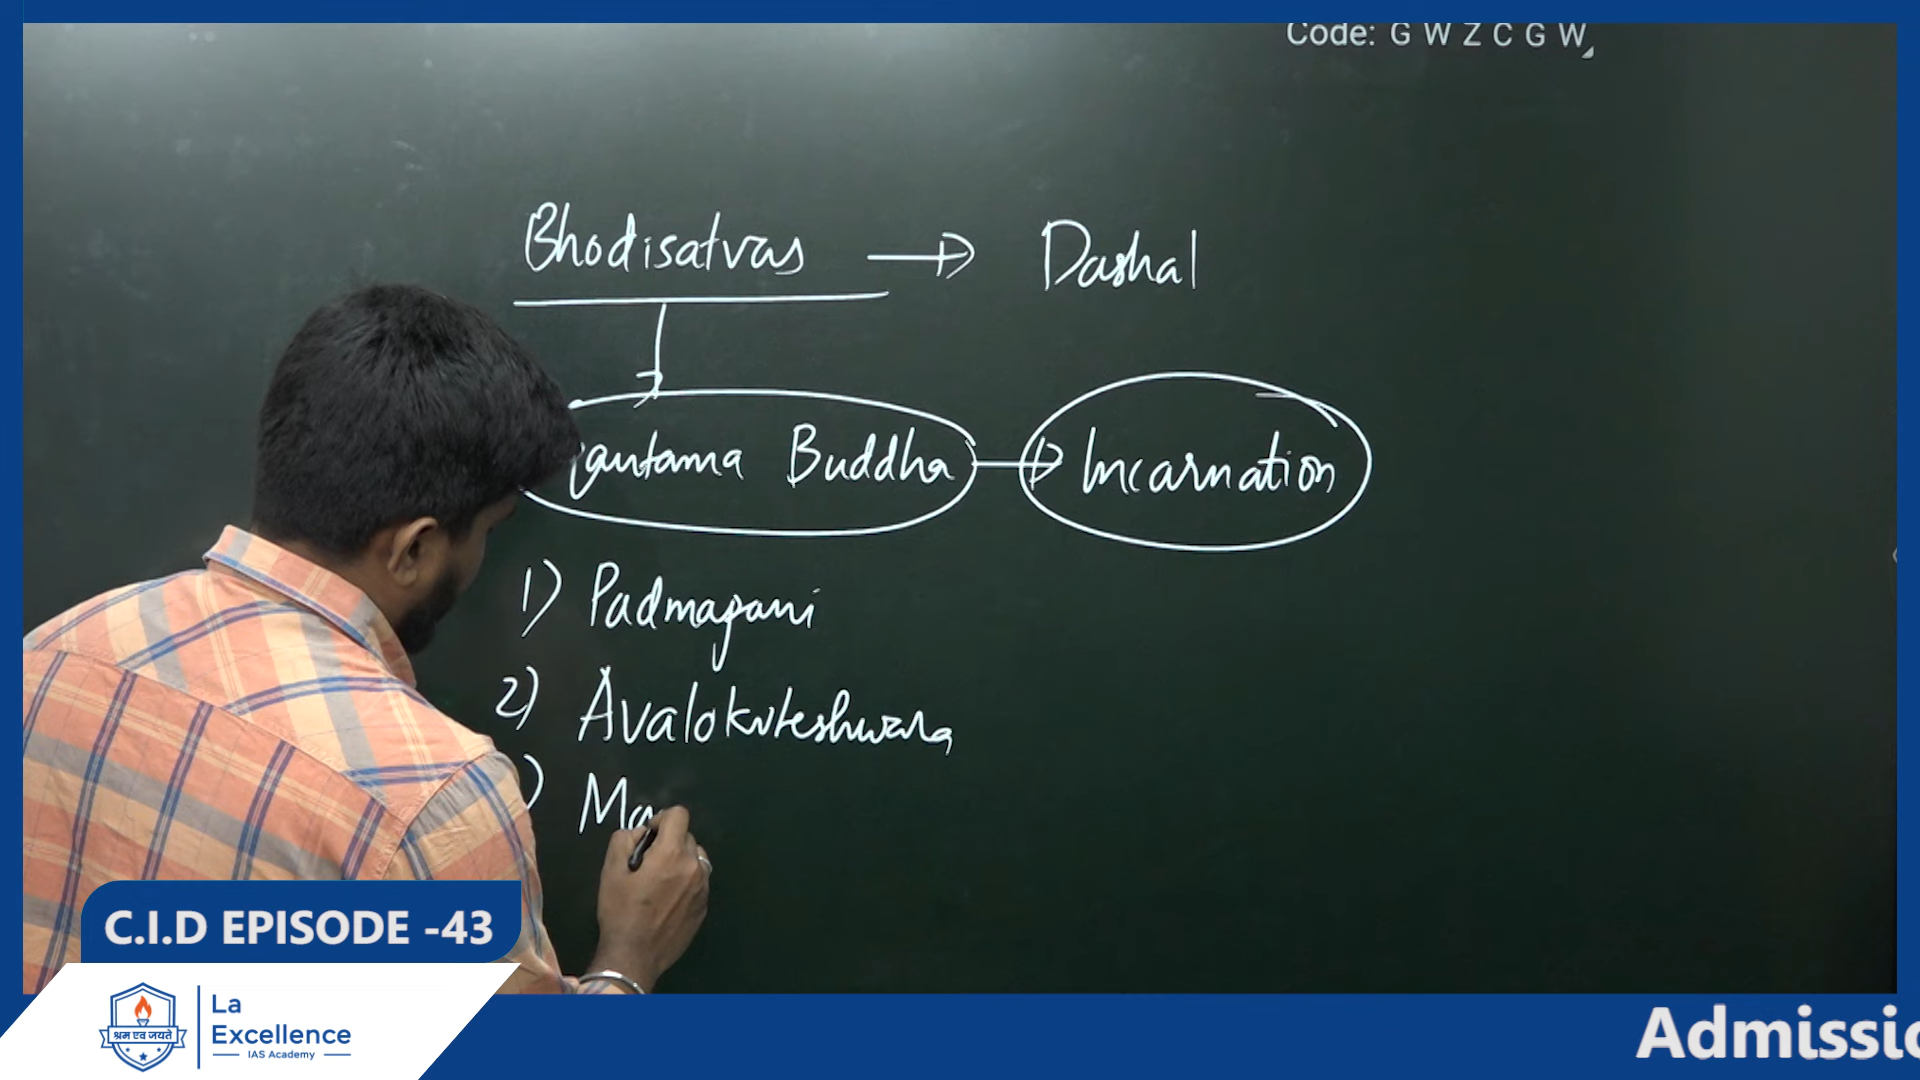 Code: G W Z C G W
Bhodisatvas → Dashal
Gautama Buddha → Incarnation
1) Padmapani
2) Avalokiteshwara
) Ma
C.I.D EPISODE -43
श्रम एव जयते
La
Excellence
IAS Academy
Admissio